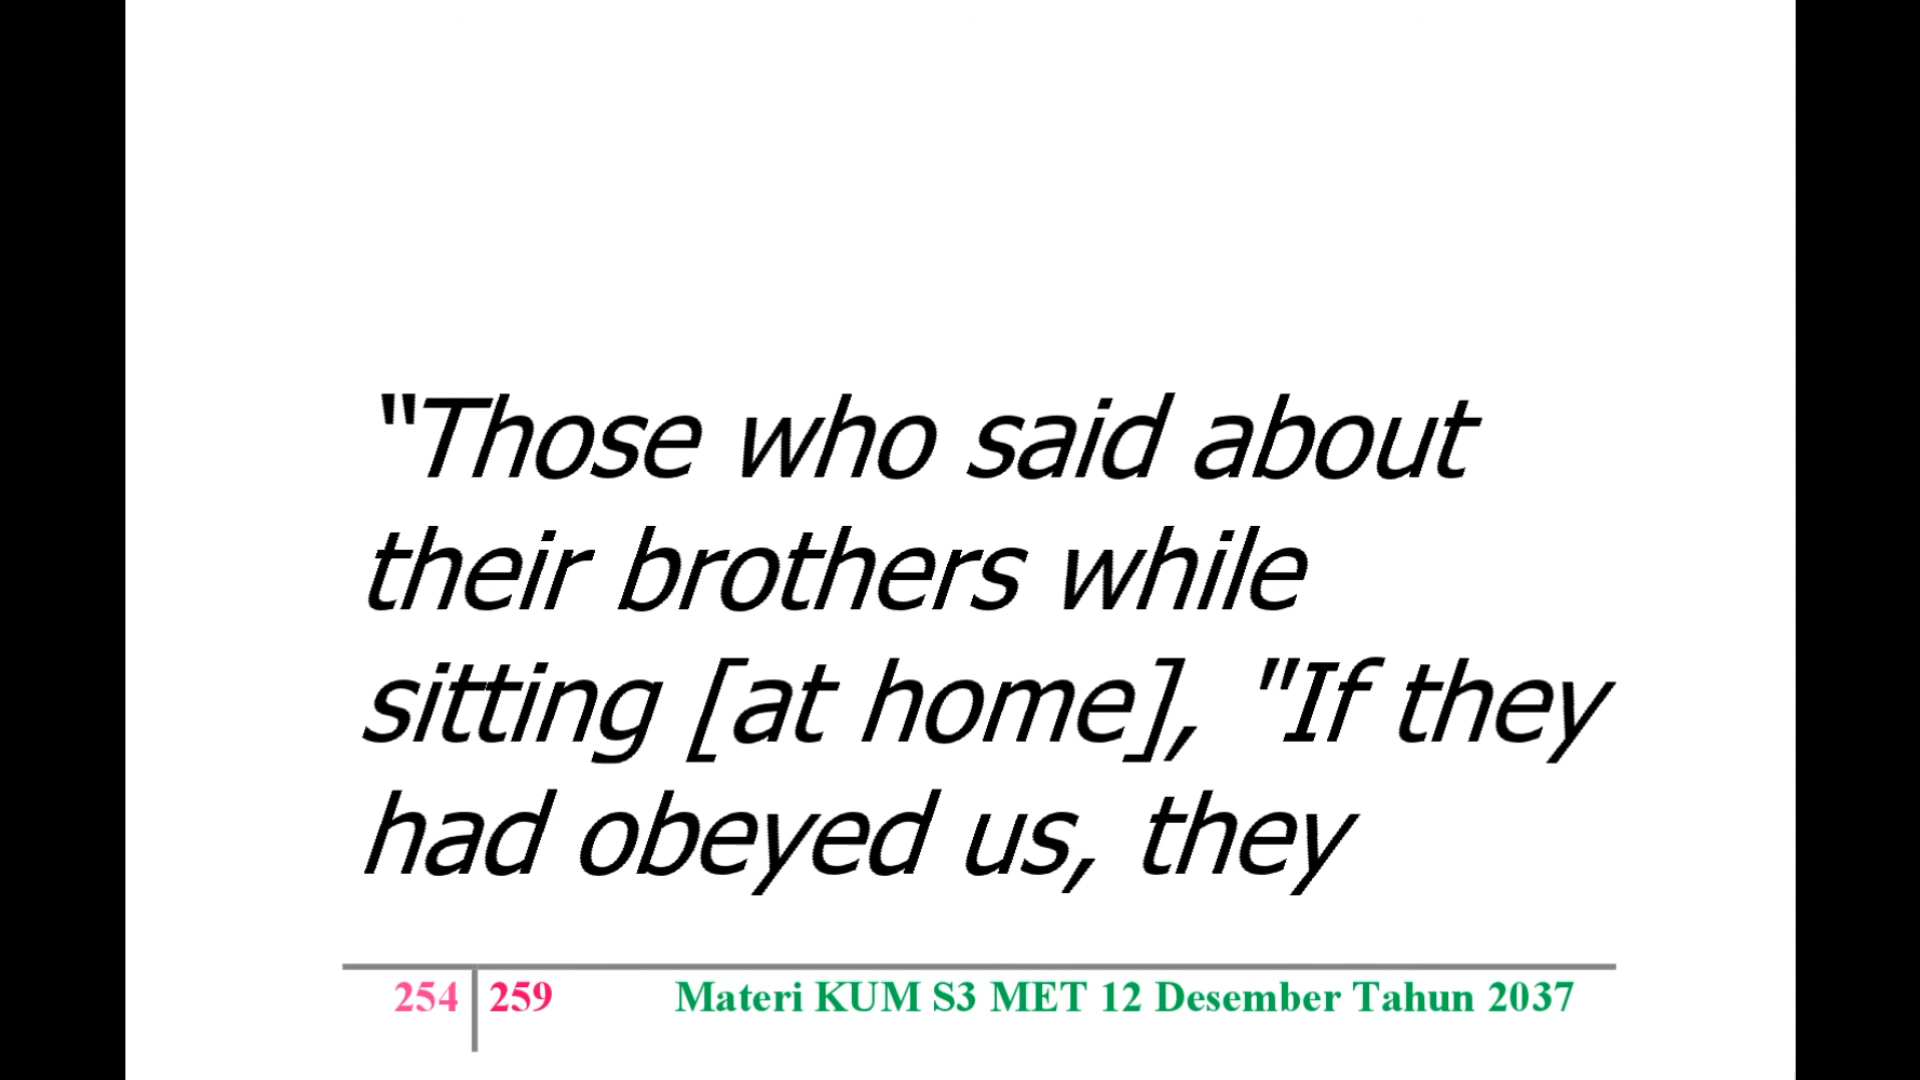 “Those who said about
their brothers while
sitting [at home], "If they
had obeyed us, they
254 259 Materi KUM S3 MET 12 Desember Tahun 2037